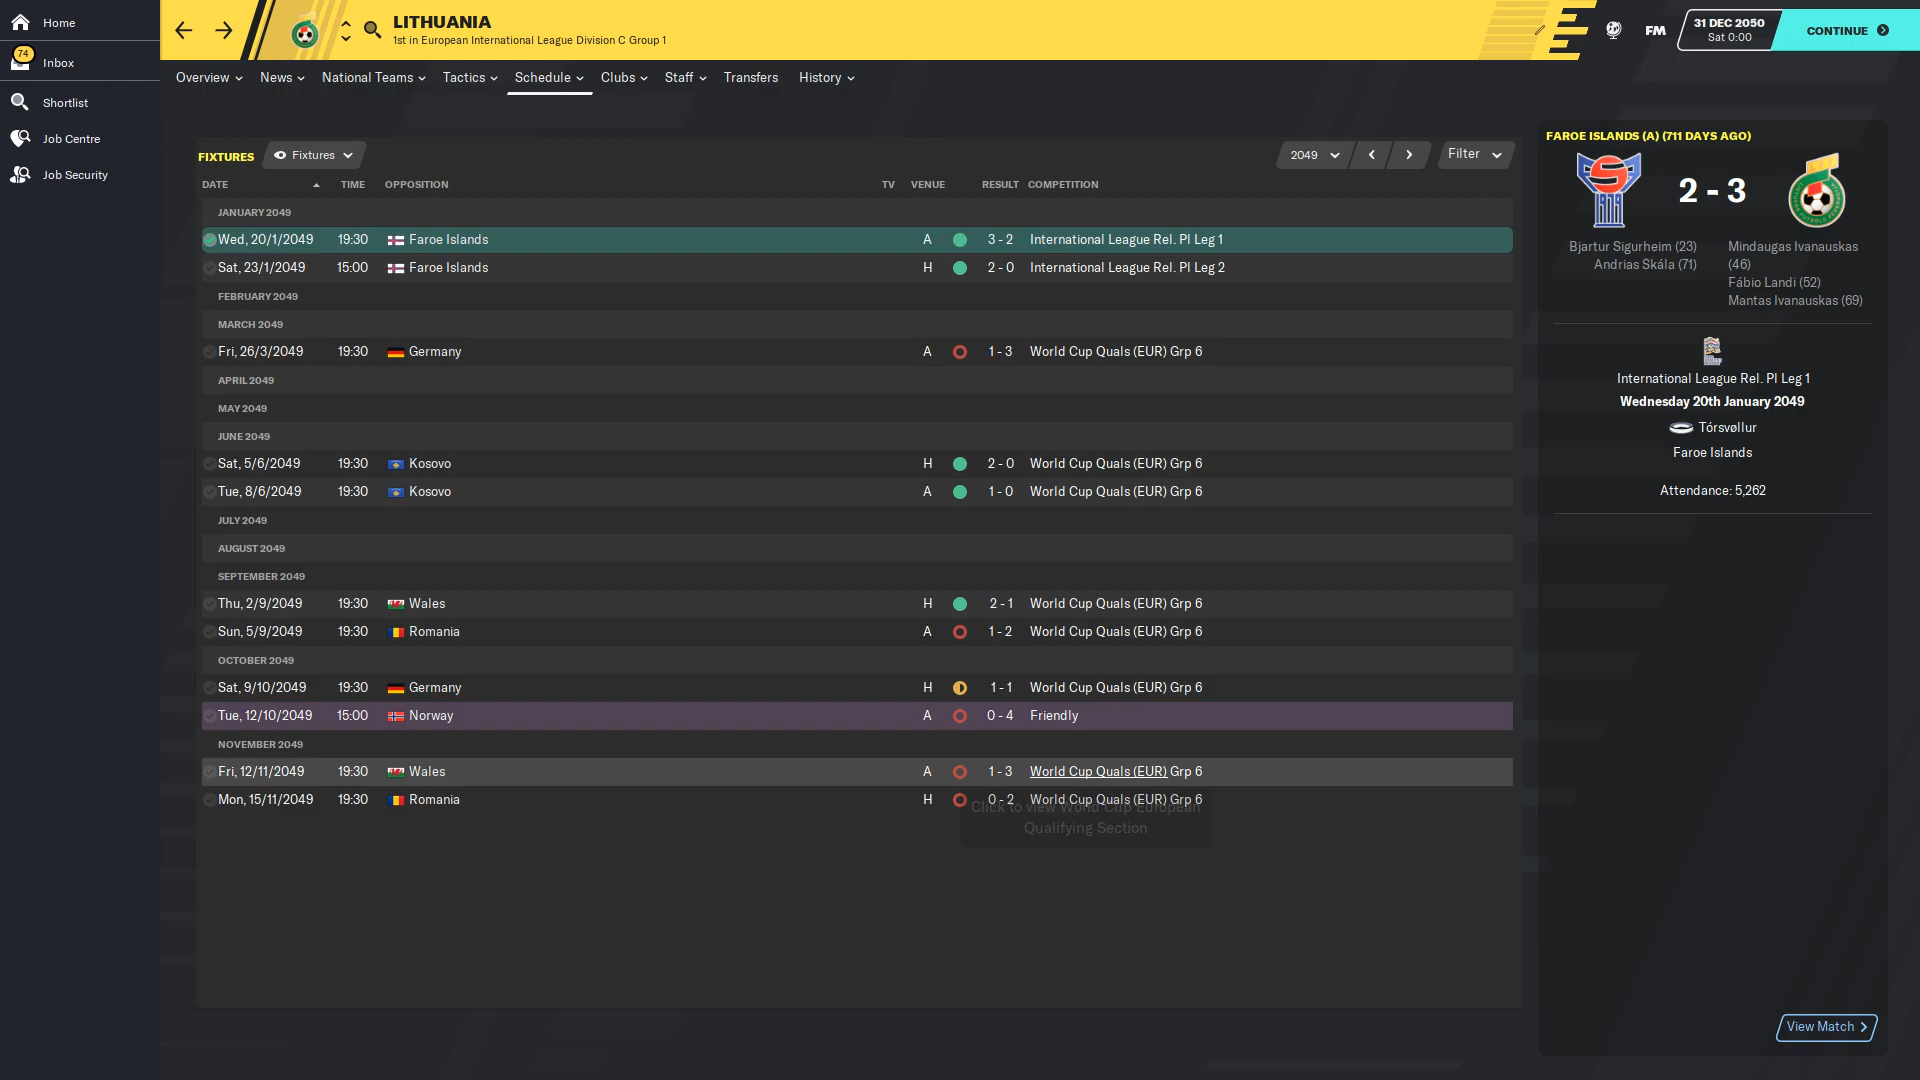 Home
74
Inbox
Shortlist
Job Centre
Job Security
LITHUANIA
1st in European International League Division C Group 1
FM
31 DEC 2050
Sat 0:00
CONTINUE
Overview News National Teams Tactics Schedule Clubs Staff Transfers History
FIXTURES Fixtures 2049 Filter
DATE TIME OPPOSITION TV VENUE RESULT COMPETITION
JANUARY 2049
Wed, 20/1/2049 19:30 Faroe Islands A 3 - 2 International League Rel. Pl Leg 1
Sat, 23/1/2049 15:00 Faroe Islands H 2 - 0 International League Rel. Pl Leg 2
FEBRUARY 2049
MARCH 2049
Fri, 26/3/2049 19:30 Germany A 1 - 3 World Cup Quals (EUR) Grp 6
APRIL 2049
MAY 2049
JUNE 2049
Sat, 5/6/2049 19:30 Kosovo H 2 - 0 World Cup Quals (EUR) Grp 6
Tue, 8/6/2049 19:30 Kosovo A 1 - 0 World Cup Quals (EUR) Grp 6
JULY 2049
AUGUST 2049
SEPTEMBER 2049
Thu, 2/9/2049 19:30 Wales H 2 - 1 World Cup Quals (EUR) Grp 6
Sun, 5/9/2049 19:30 Romania A 1 - 2 World Cup Quals (EUR) Grp 6
OCTOBER 2049
Sat, 9/10/2049 19:30 Germany H 1 - 1 World Cup Quals (EUR) Grp 6
Tue, 12/10/2049 15:00 Norway A 0 - 4 Friendly
NOVEMBER 2049
Fri, 12/11/2049 19:30 Wales A 1 - 3 World Cup Quals (EUR) Grp 6
Mon, 15/11/2049 19:30 Romania H 0 - 2 World Cup Quals (EUR) Grp 6
Click to view World Cup European
Qualifying Section
FAROE ISLANDS (A) (711 DAYS AGO)
2 - 3
Bjartur Sigurheim (23)
Andrias Skála (71)
Mindaugas Ivanauskas
(46)
Fábio Landi (52)
Mantas Ivanauskas (69)
International League Rel. Pl Leg 1
Wednesday 20th January 2049
Tórsvøllur
Faroe Islands
Attendance: 5,262
View Match